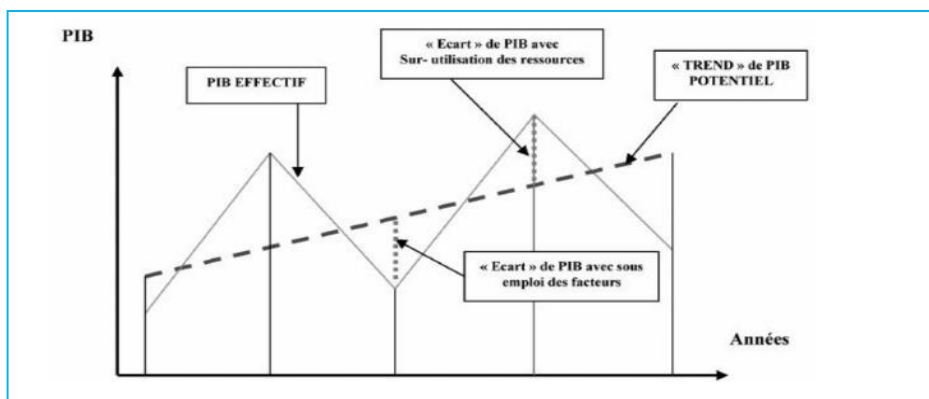 PIB
« Ecart » de PIB avec
Sur- utilisation des ressources
PIB EFFECTIF
« TREND » de PIB
POTENTIEL
« Ecart » de PIB avec sous
emploi des facteurs
Années